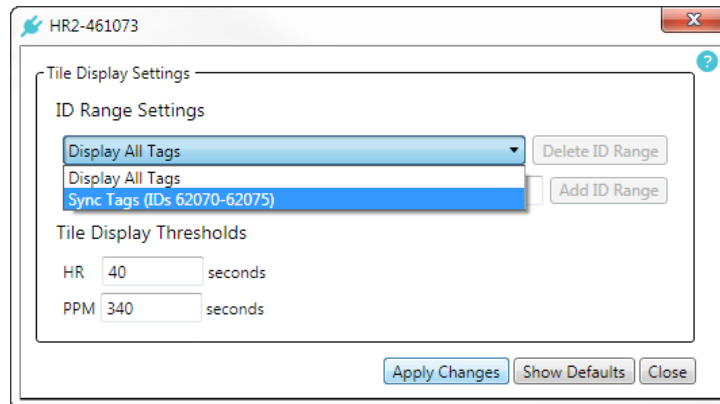 HR2-461073
x
?
Tile Display Settings
ID Range Settings
Display All Tags
Delete ID Range
Display All Tags
Sync Tags (IDs 62070-62075)
Add ID Range
Tile Display Thresholds
HR 40 seconds
PPM 340 seconds
Apply Changes Show Defaults Close